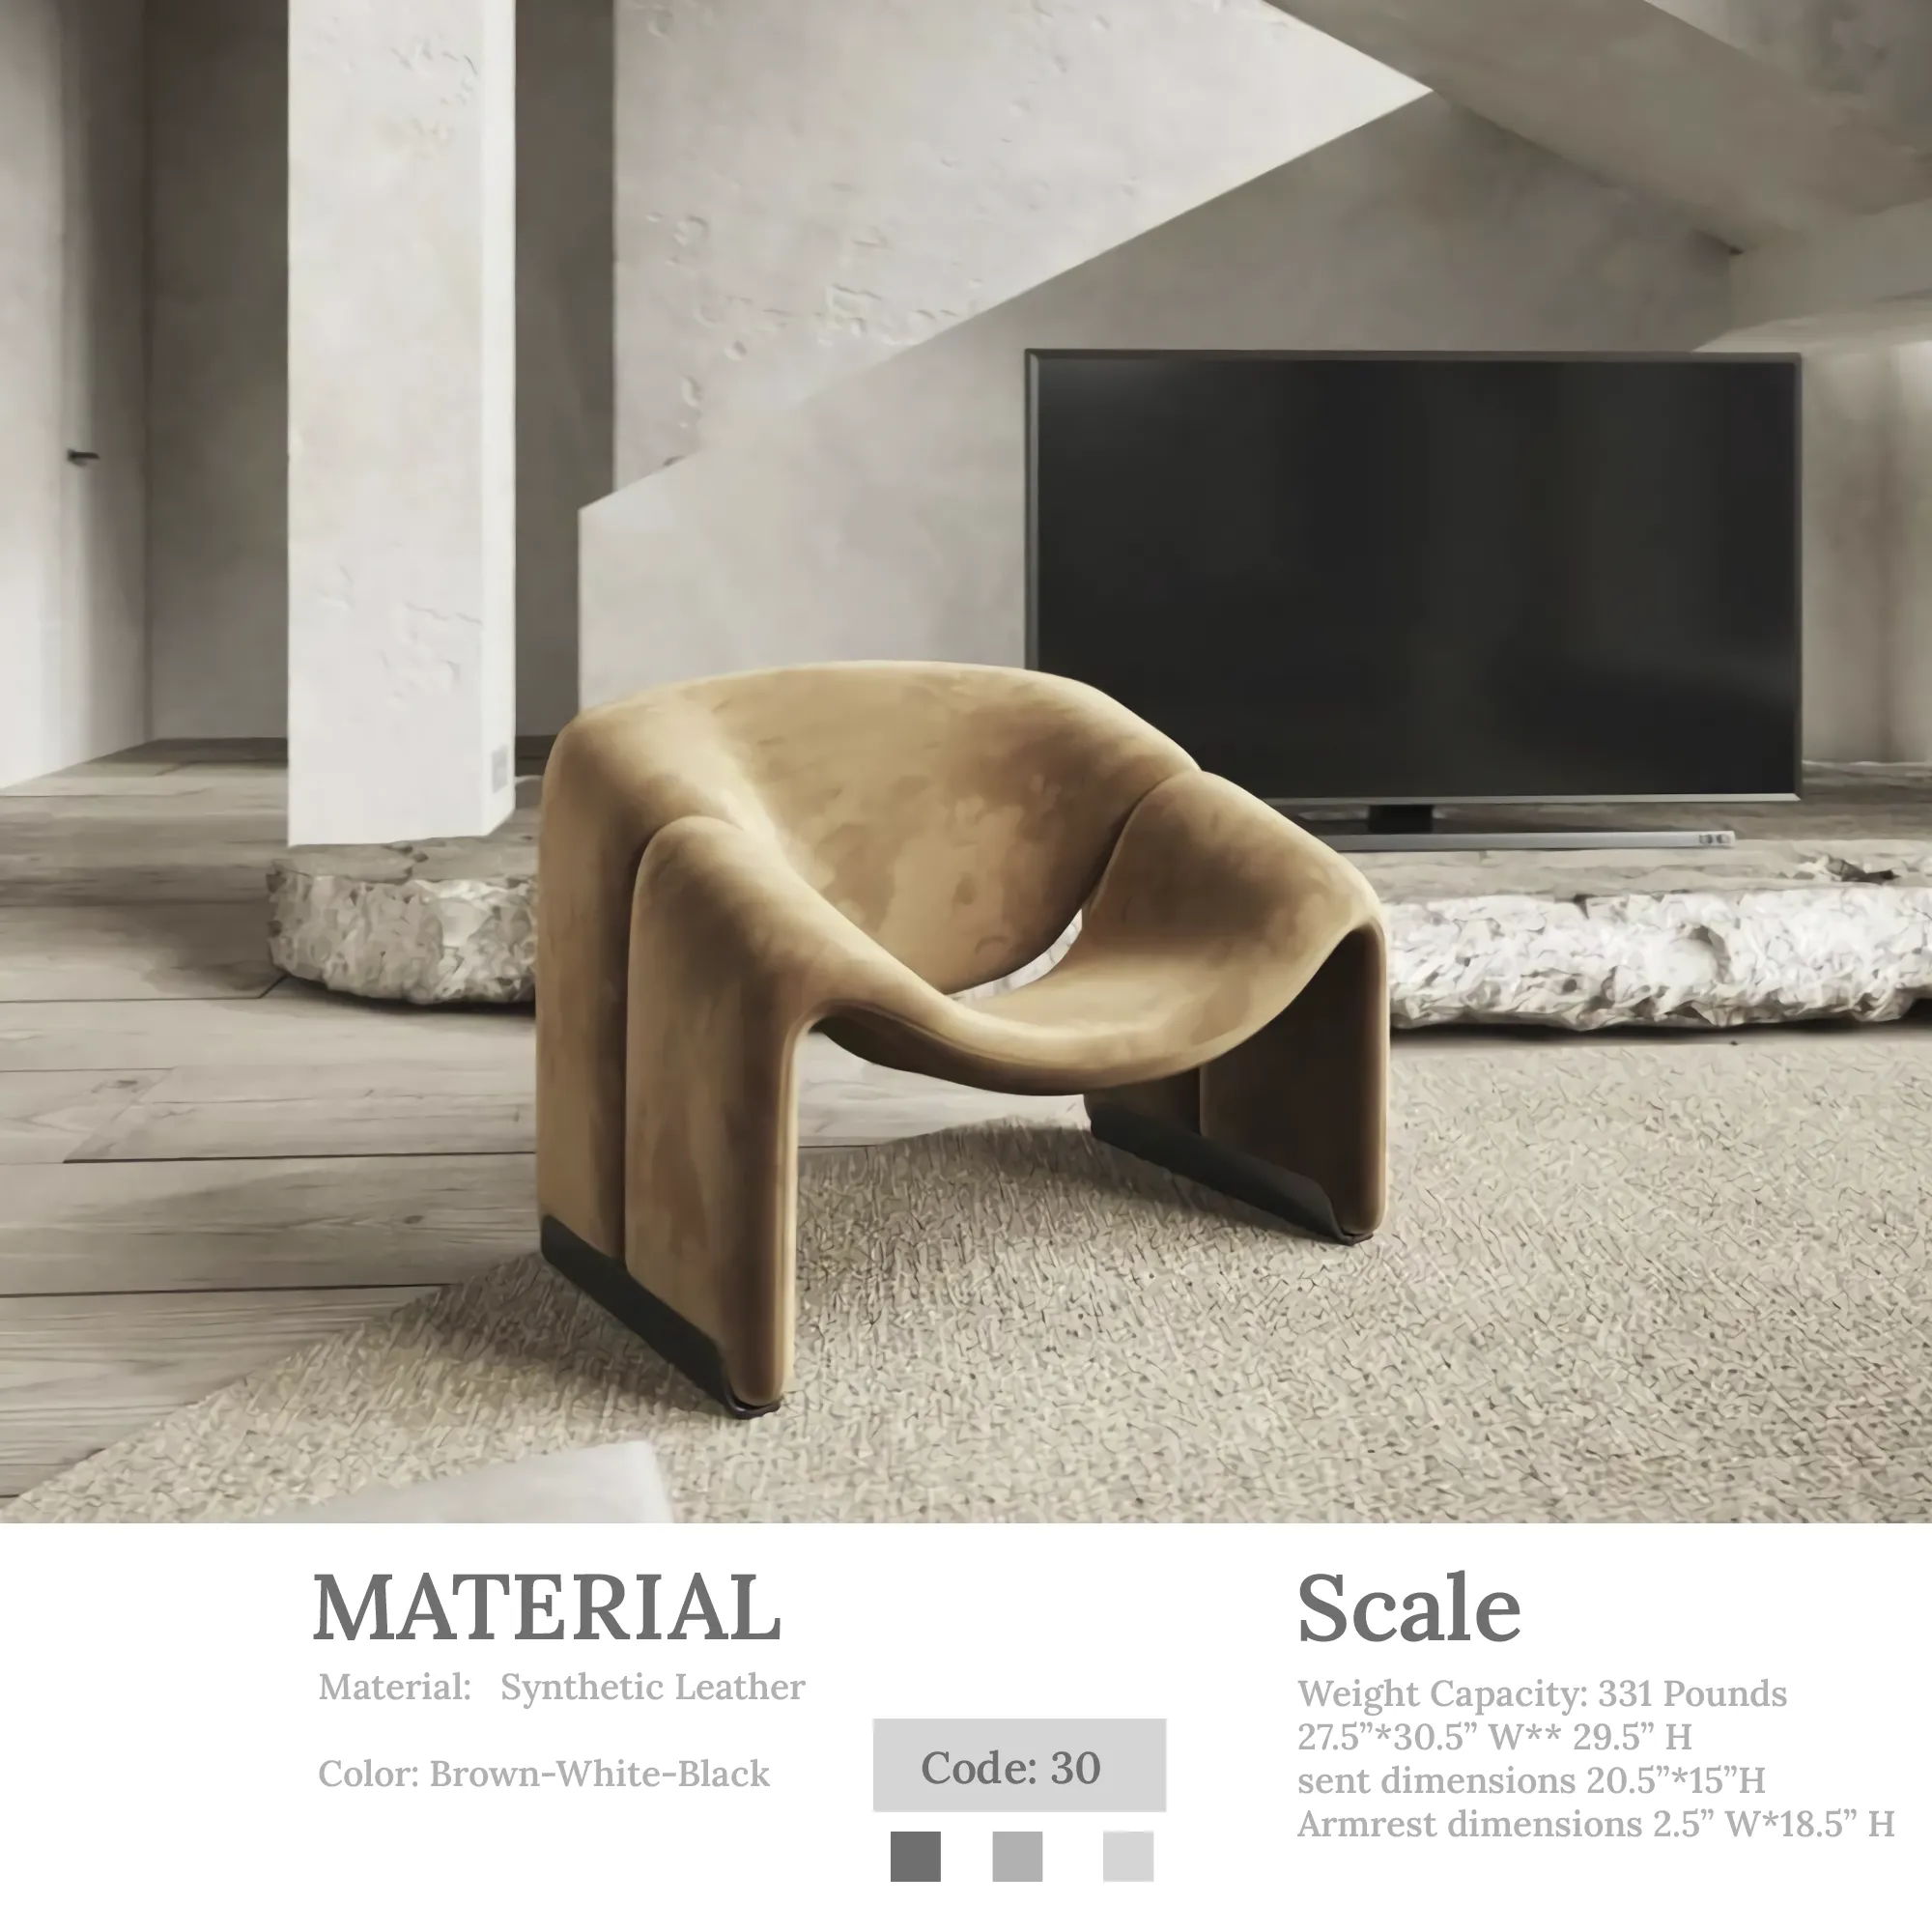 MATERIAL
Material: Synthetic Leather
Color: Brown-White-Black
Code: 30
Scale
Weight Capacity: 331 Pounds
27.5”*30.5” W** 29.5” H
sent dimensions 20.5”*15”H
Armrest dimensions 2.5” W*18.5” H